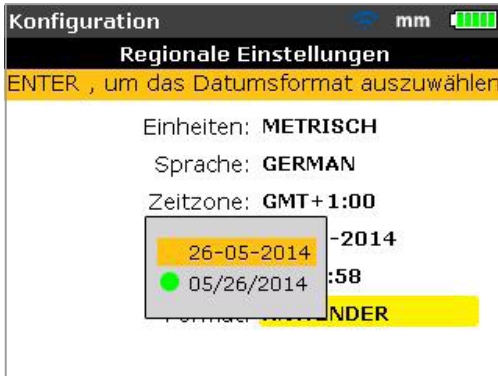 Konfiguration mm
Regionale Einstellungen
ENTER , um das Datumsformat auszuwählen
Einheiten: METRISCH
Sprache: GERMAN
Zeitzone: GMT+1:00
-2014
26-05-2014
:58
05/26/2014